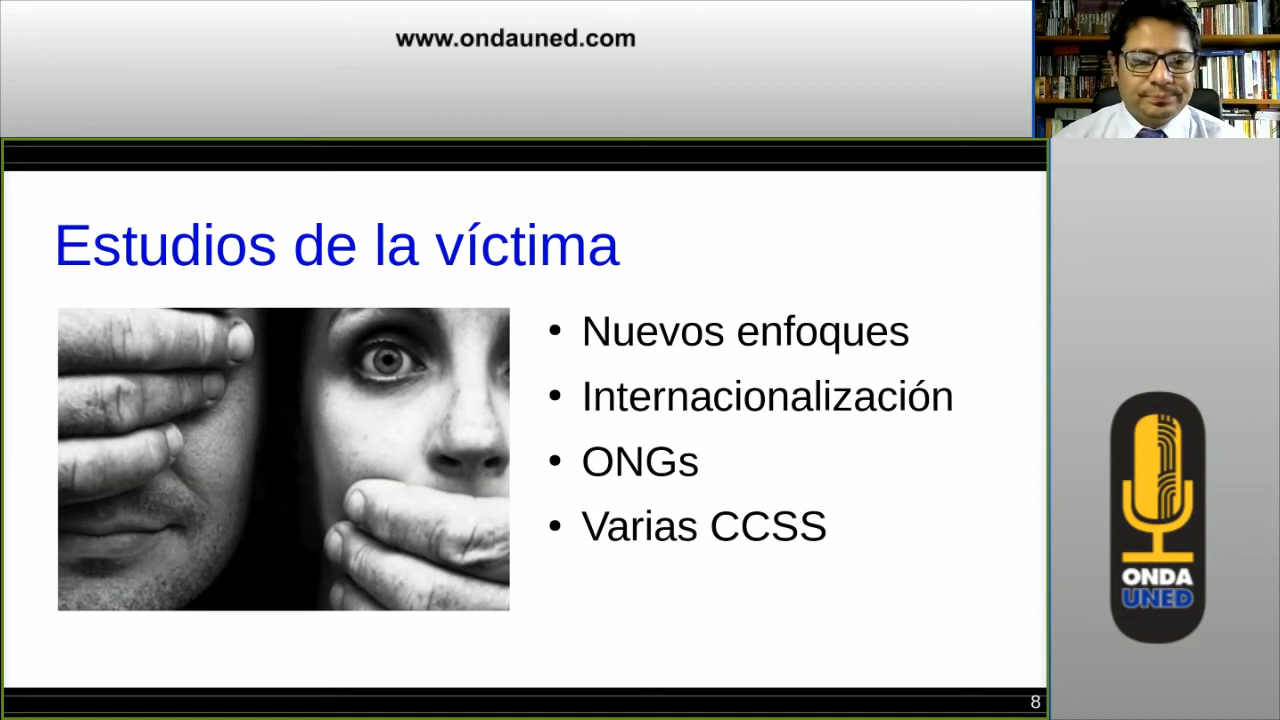 www.ondauned.com
Estudios de la víctima
• Nuevos enfoques
• Internacionalización
• ONGs
• Varias CCSS
ONDA
UNED
8